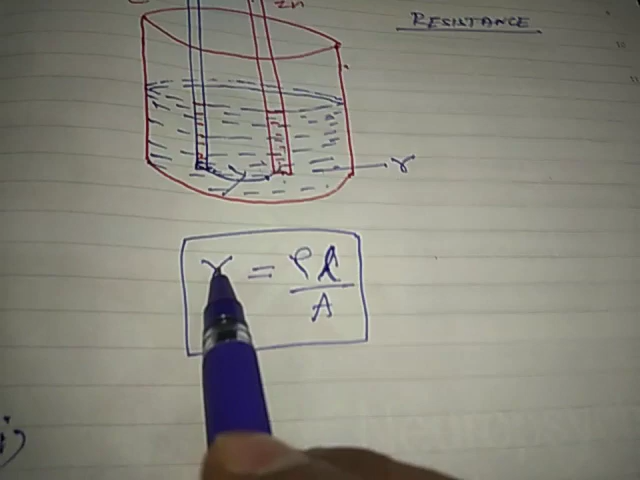 Zn
RESISTANCE
r
r = ρl
A